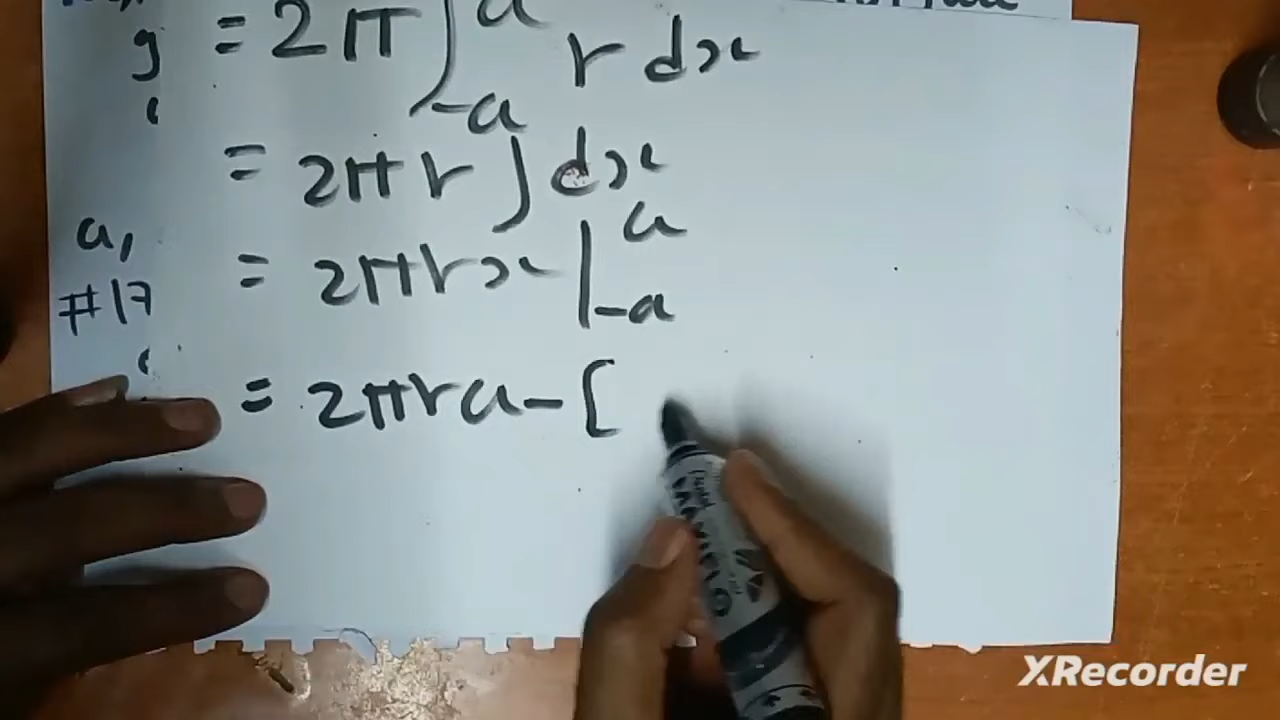 g = 2π ∫_{-a}^{a} r dx
= 2πr ∫ dx
a,
= 2πrx |_{-a}^{a}
#17
= 2πra - [
XRecorder